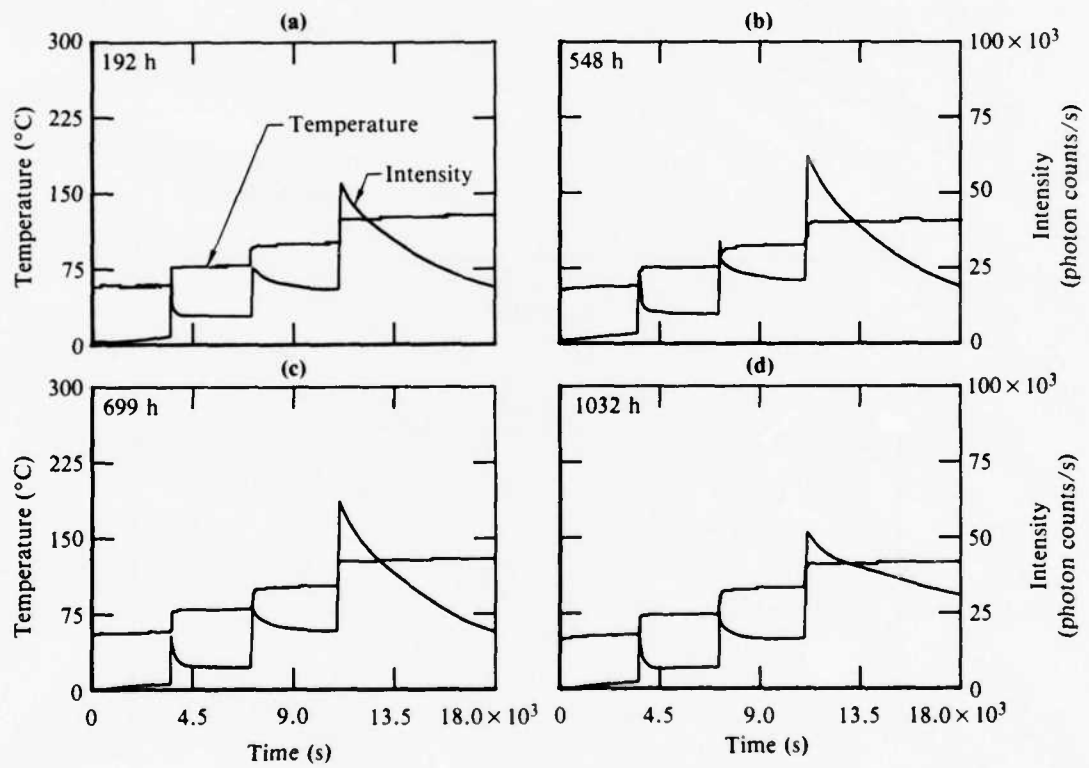 (a)
300
225
150
75
0
Temperature (°C)
192 h
Temperature
Intensity
(b)
548 h
100 × 10³
75
50
25
0
Intensity
(photon counts/s)
(c)
300
225
150
75
0
Temperature (°C)
699 h
0
4.5
9.0
13.5
18.0 × 10³
Time (s)
(d)
1032 h
100 × 10³
75
50
25
0
Intensity
(photon counts/s)
0
4.5
9.0
13.5
18.0 × 10³
Time (s)